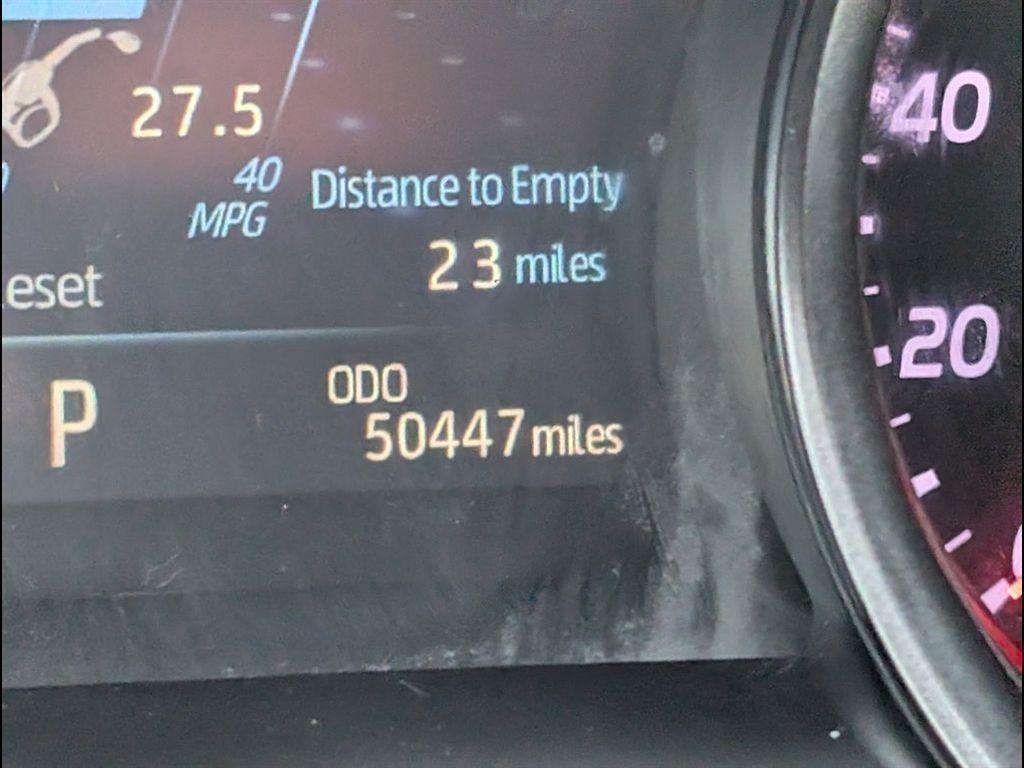 27.5
40
MPG
Distance to Empty
23 miles
eset
P
ODO
50447 miles
40
20